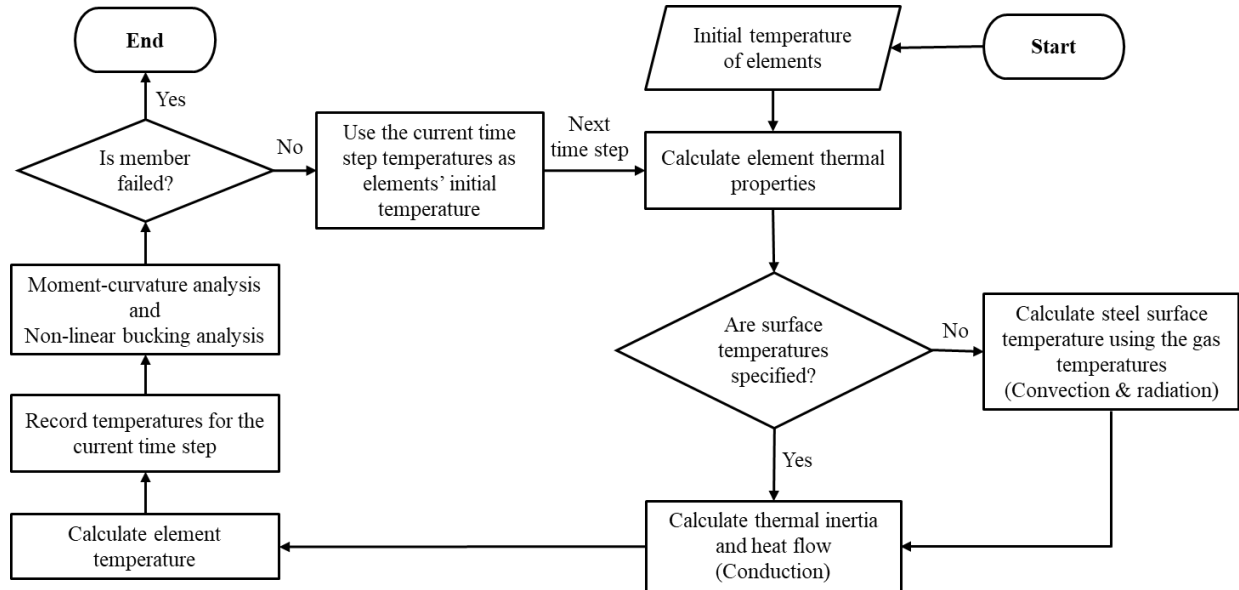 Start
Initial temperature
of elements
Calculate element thermal
properties
Are surface
temperatures
specified?
No
Calculate steel surface
temperature using the gas
temperatures
(Convection & radiation)
Yes
Calculate thermal inertia
and heat flow
(Conduction)
Calculate element
temperature
Record temperatures for the
current time step
Moment-curvature analysis
and
Non-linear bucking analysis
Is member
failed?
Yes
End
No
Use the current time
step temperatures as
elements’ initial
temperature
Next
time step